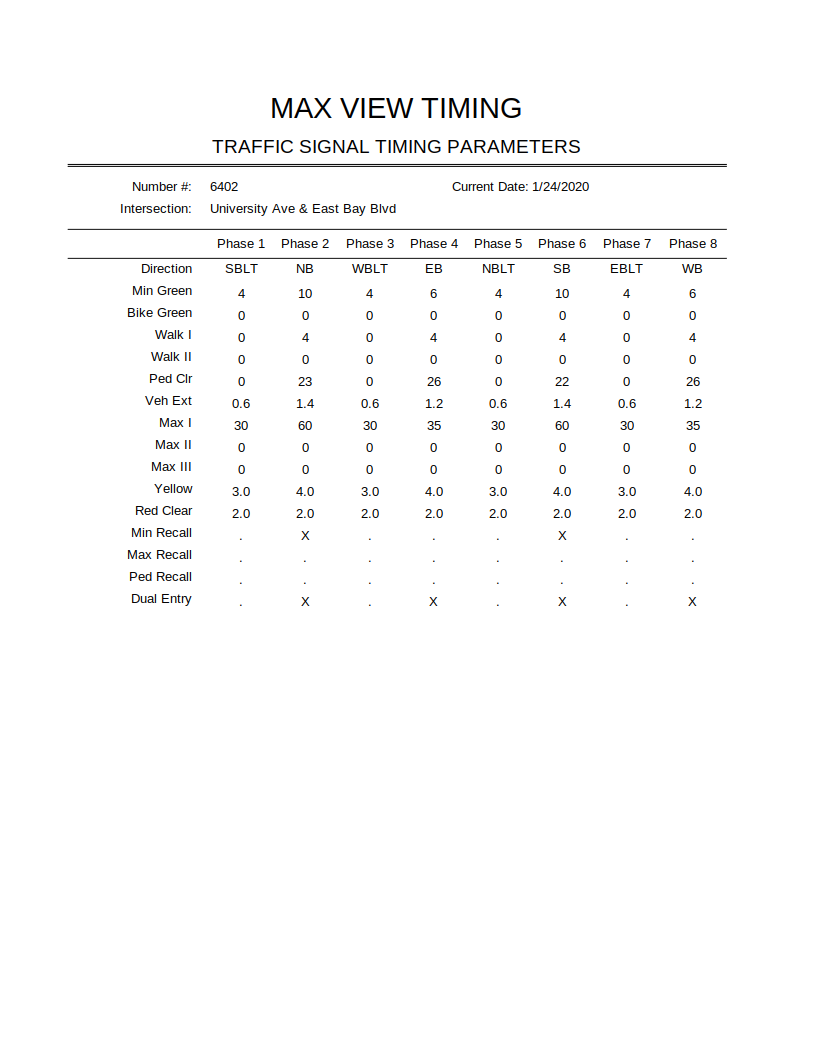 MAX VIEW TIMING
TRAFFIC SIGNAL TIMING PARAMETERS
Number #: 6402 Current Date: 1/24/2020
Intersection: University Ave & East Bay Blvd
Phase 1 Phase 2 Phase 3 Phase 4 Phase 5 Phase 6 Phase 7 Phase 8
Direction SBLT NB WBLT EB NBLT SB EBLT WB
Min Green 4 10 4 6 4 10 4 6
Bike Green 0 0 0 0 0 0 0 0
Walk I 0 4 0 4 0 4 0 4
Walk II 0 0 0 0 0 0 0 0
Ped Clr 0 23 0 26 0 22 0 26
Veh Ext 0.6 1.4 0.6 1.2 0.6 1.4 0.6 1.2
Max I 30 60 30 35 30 60 30 35
Max II 0 0 0 0 0 0 0 0
Max III 0 0 0 0 0 0 0 0
Yellow 3.0 4.0 3.0 4.0 3.0 4.0 3.0 4.0
Red Clear 2.0 2.0 2.0 2.0 2.0 2.0 2.0 2.0
Min Recall . X . . . X . .
Max Recall . . . . . . . .
Ped Recall . . . . . . . .
Dual Entry . X . X . X . X